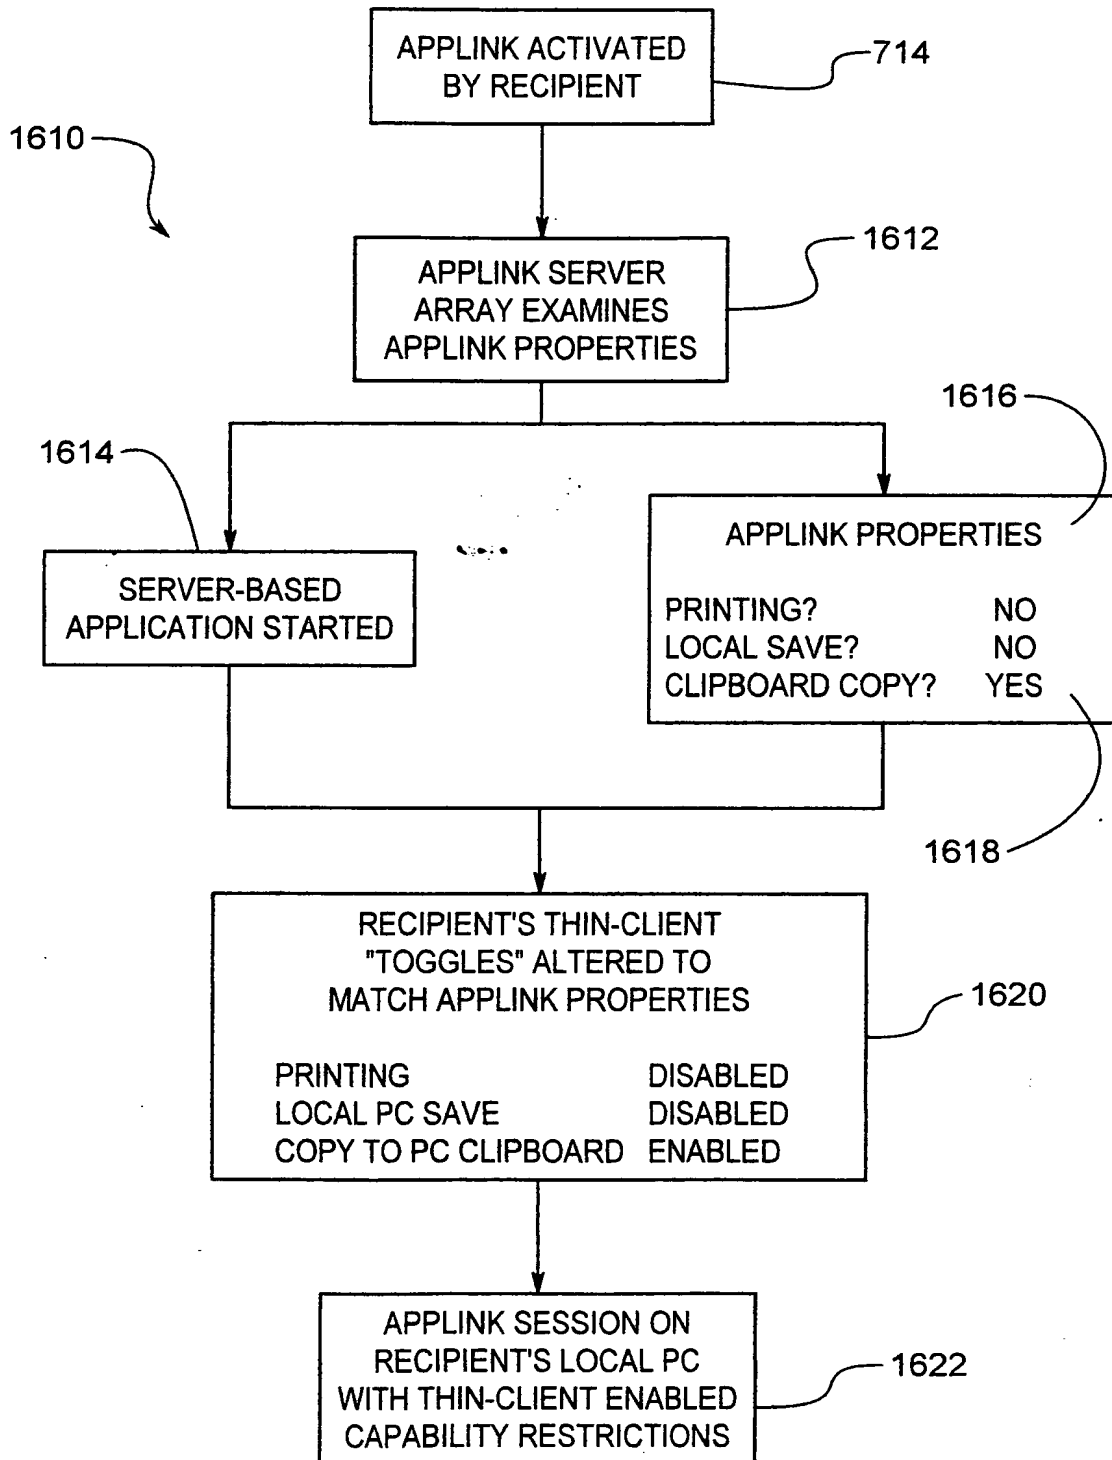 APPLINK ACTIVATED
BY RECIPIENT
714
1610
1612
APPLINK SERVER
ARRAY EXAMINES
APPLINK PROPERTIES
1616
1614
APPLINK PROPERTIES
SERVER-BASED
APPLICATION STARTED
PRINTING? NO
LOCAL SAVE? NO
CLIPBOARD COPY? YES
1618
RECIPIENT'S THIN-CLIENT
"TOGGLES" ALTERED TO
MATCH APPLINK PROPERTIES
1620
PRINTING DISABLED
LOCAL PC SAVE DISABLED
COPY TO PC CLIPBOARD ENABLED
APPLINK SESSION ON
RECIPIENT'S LOCAL PC
WITH THIN-CLIENT ENABLED
CAPABILITY RESTRICTIONS
1622